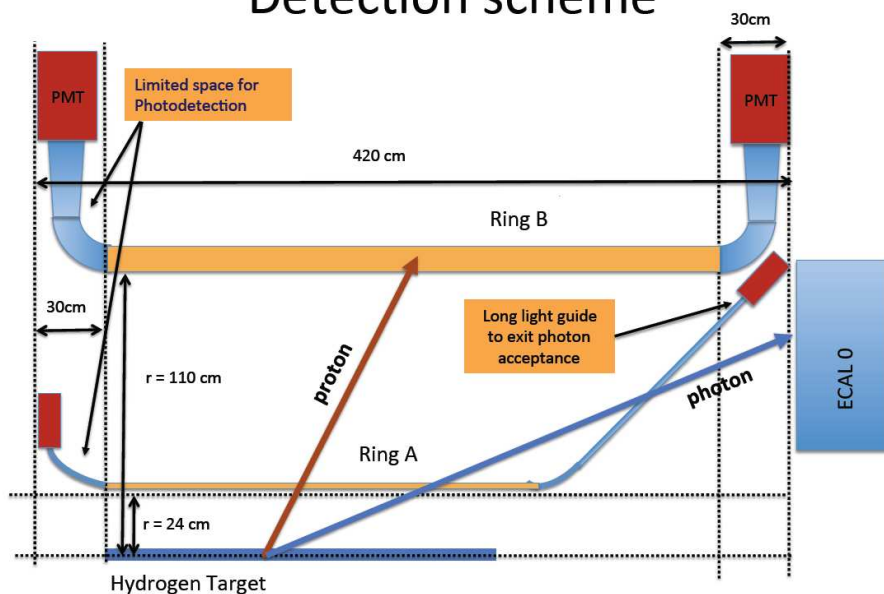 Detection scheme
30cm
PMT
Limited space for
Photodetection
PMT
420 cm
Ring B
30cm
Long light guide
to exit photon
acceptance
r = 110 cm
proton
photon
ECAL 0
Ring A
r = 24 cm
Hydrogen Target